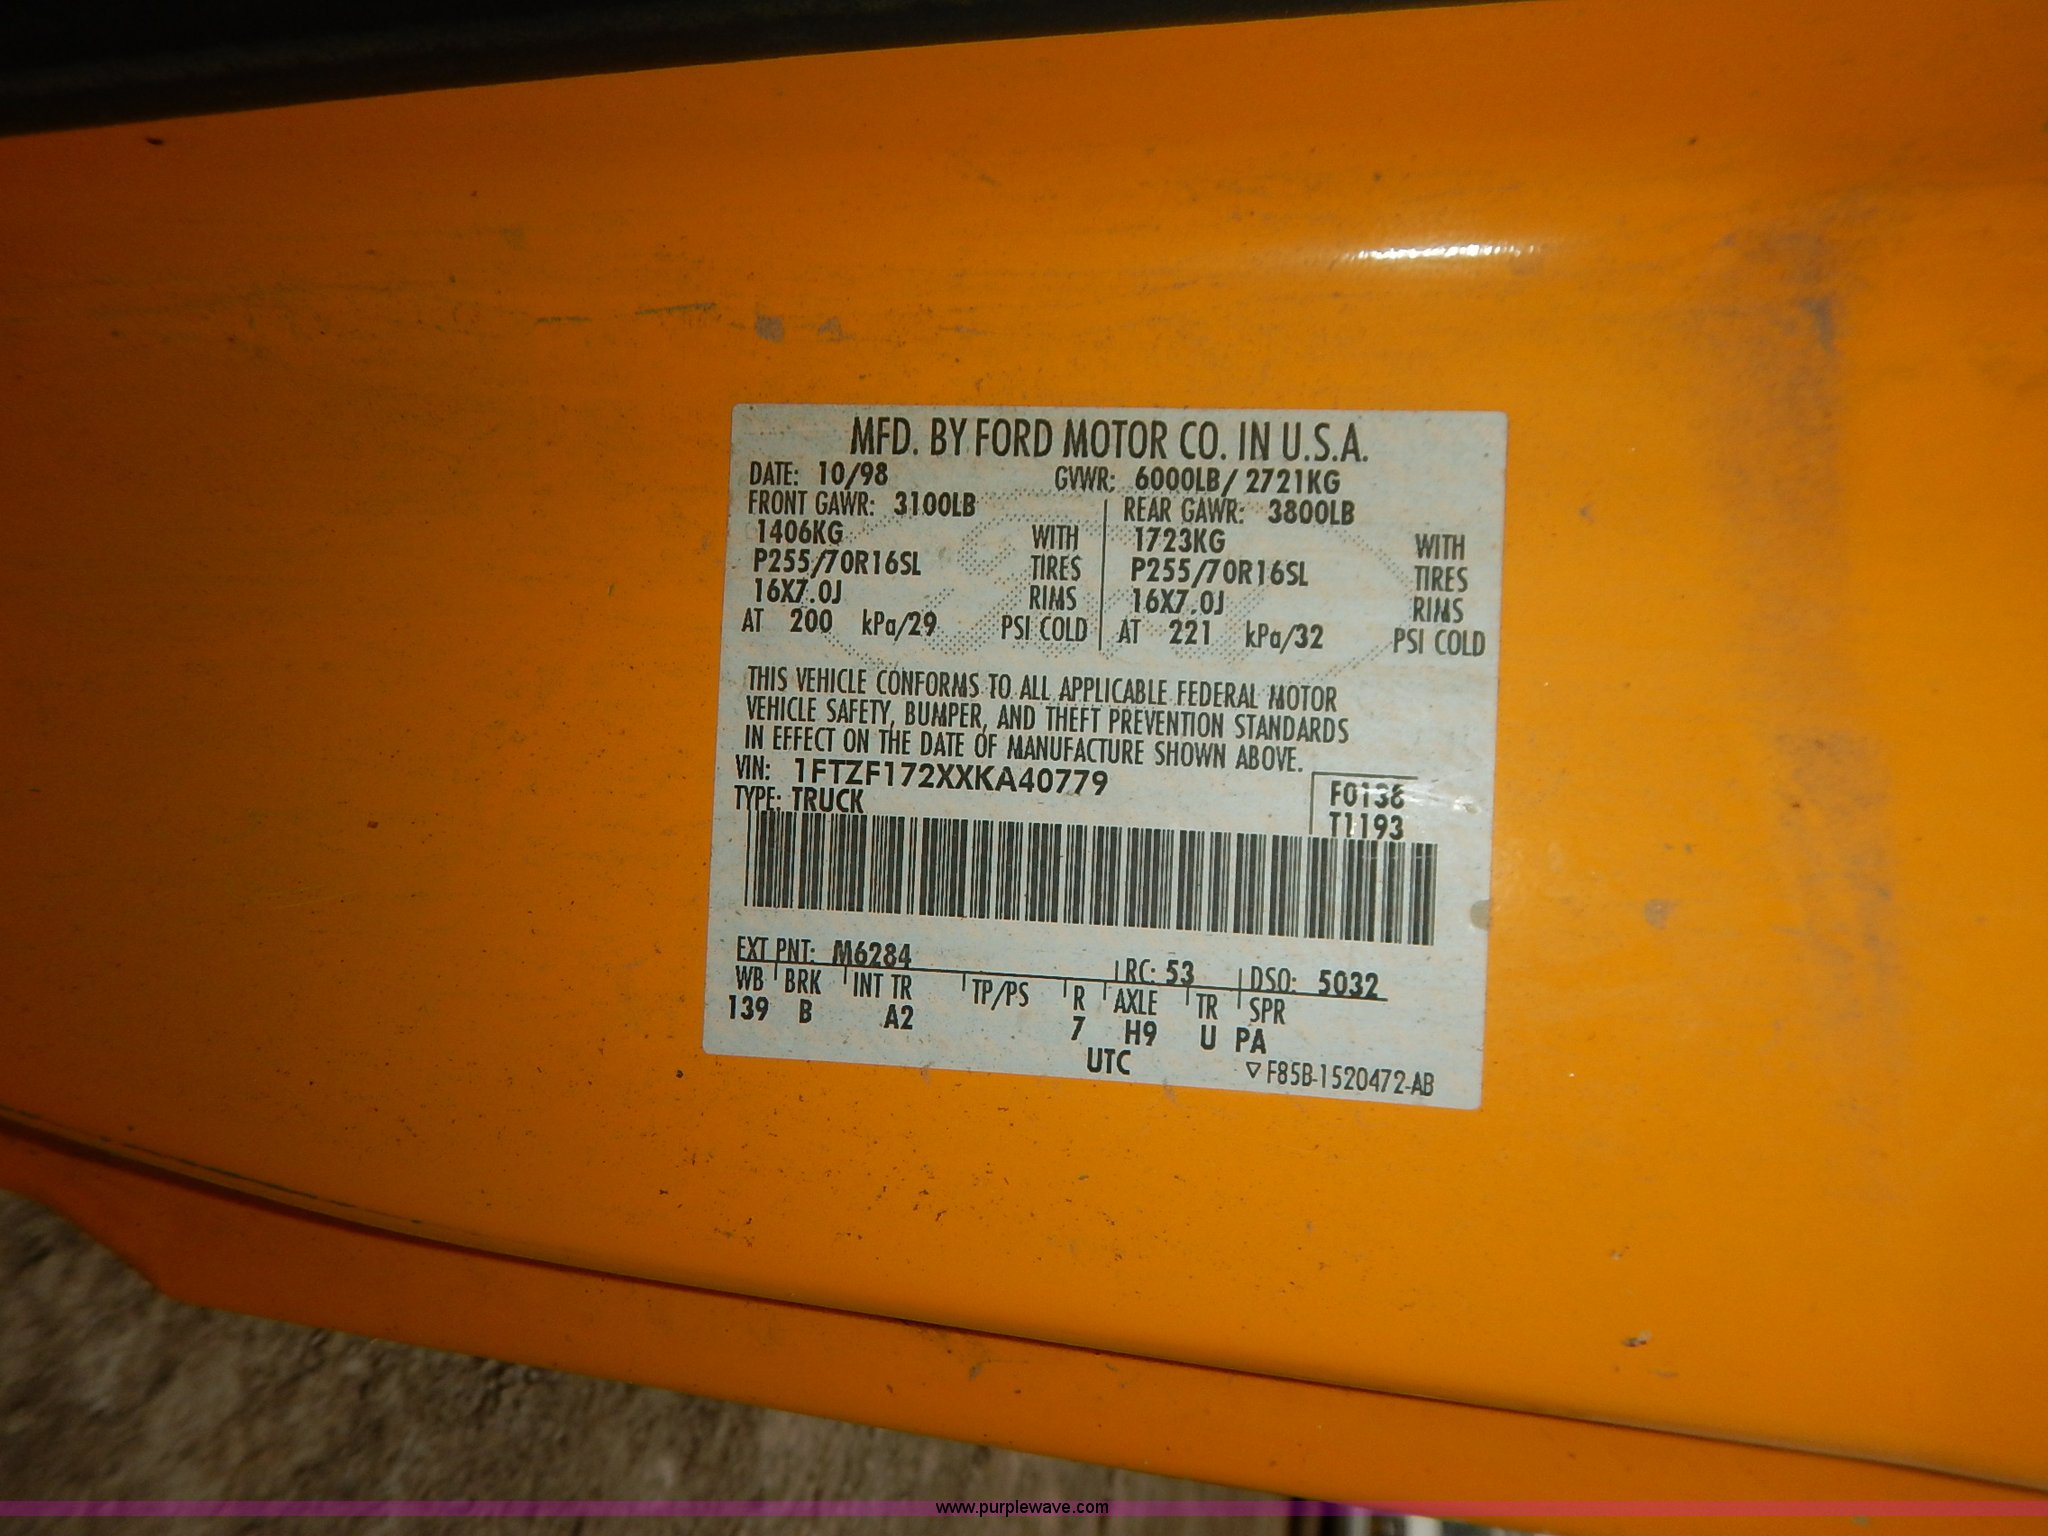 MFD. BY FORD MOTOR CO. IN U.S.A.
DATE: 10/98 GVWR: 6000LB/ 2721KG
FRONT GAWR: 3100LB REAR GAWR: 3800LB
1406KG WITH 1723KG WITH
P255/70R16SL TIRES P255/70R16SL TIRES
16X7.0J RIMS 16X7.0J RIMS
AT 200 kPa/29 PSI COLD AT 221 kPa/32 PSI COLD
THIS VEHICLE CONFORMS TO ALL APPLICABLE FEDERAL MOTOR
VEHICLE SAFETY, BUMPER, AND THEFT PREVENTION STANDARDS
IN EFFECT ON THE DATE OF MANUFACTURE SHOWN ABOVE.
VIN: 1FTZF172XXKA40779
TYPE: TRUCK
F0138
T1193
EXT PNT: M6284 RC: 53 DSO: 5032
WB BRK INT TR TP/PS R AXLE TR SPR
139 B A2 7 H9 U PA
UTC
▽F85B-1520472-AB
www.purplewave.com